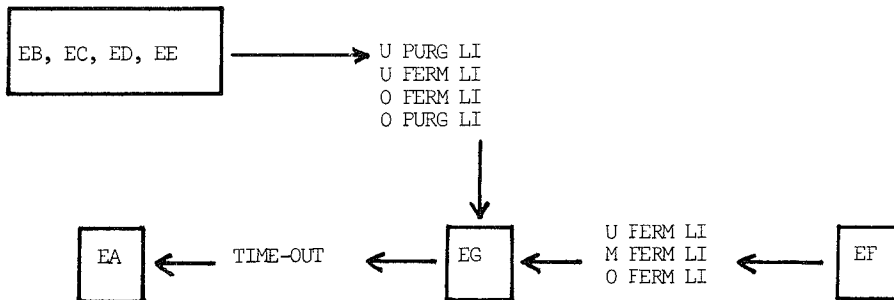 EB, EC, ED, EE
U PURG LI
U FERM LI
O FERM LI
O PURG LI
EA
TIME-OUT
EG
U FERM LI
M FERM LI
O FERM LI
EF